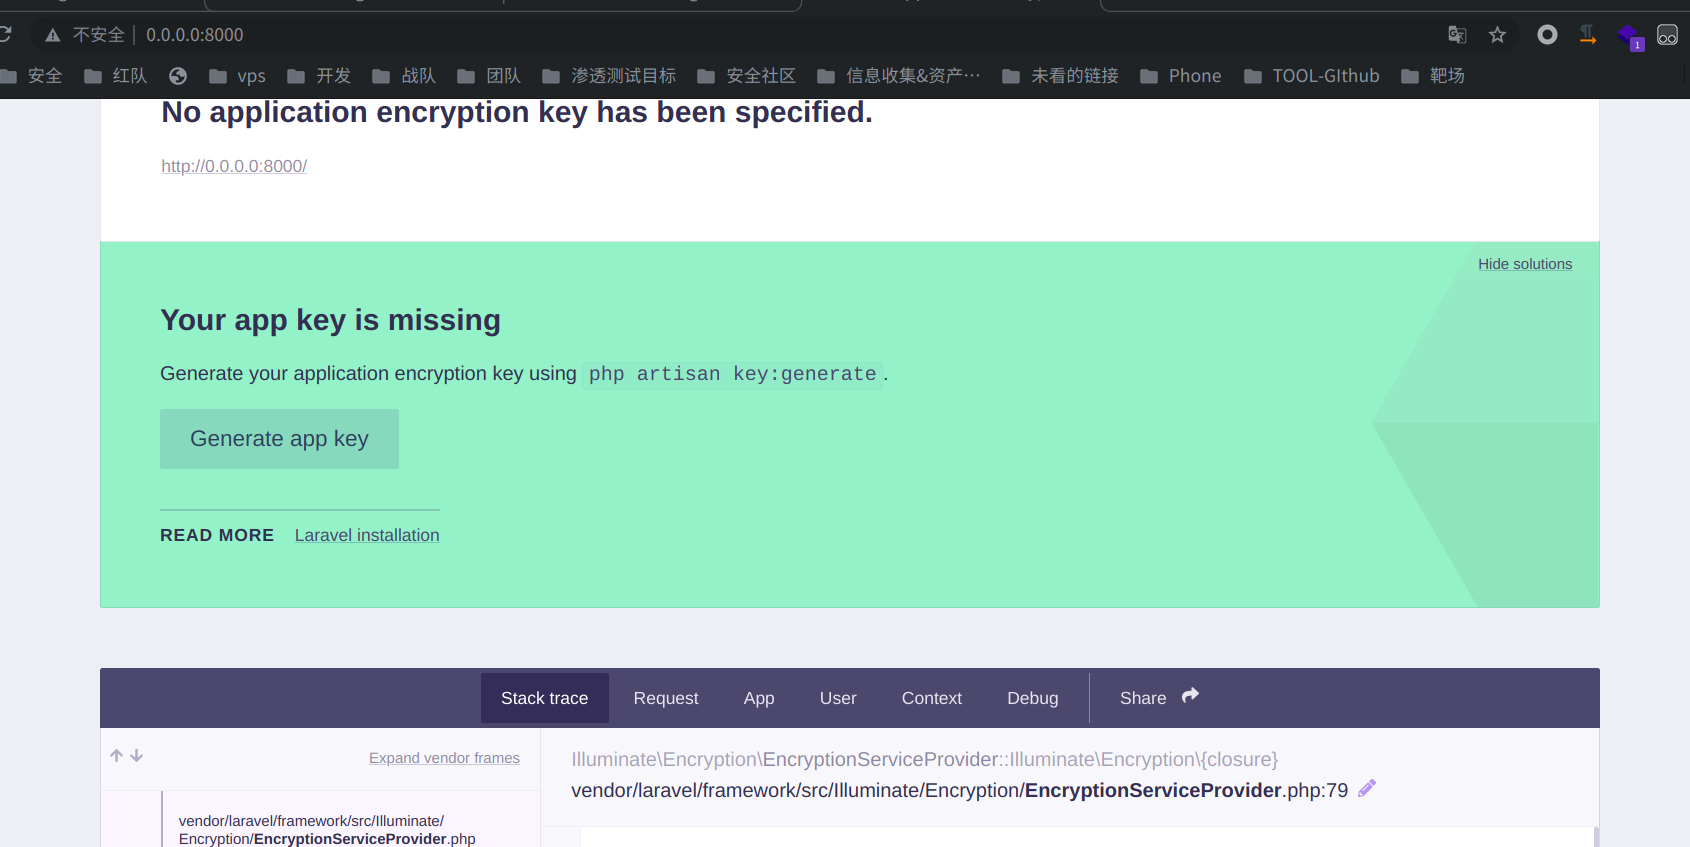 不安全 0.0.0.0:8000
安全 红队 vps 开发 战队 团队 渗透测试目标 安全社区 信息收集&资产… 未看的链接 Phone TOOL-GIthub 靶场
1
No application encryption key has been specified.
http://0.0.0.0:8000/
Hide solutions
Your app key is missing
Generate your application encryption key using php artisan key:generate.
Generate app key
READ MORE Laravel installation
Stack trace Request App User Context Debug Share
Expand vendor frames
Illuminate\Encryption\EncryptionServiceProvider::Illuminate\Encryption\{closure}
vendor/laravel/framework/src/Illuminate/Encryption/EncryptionServiceProvider.php:79
vendor/laravel/framework/src/Illuminate/
Encryption/EncryptionServiceProvider.php